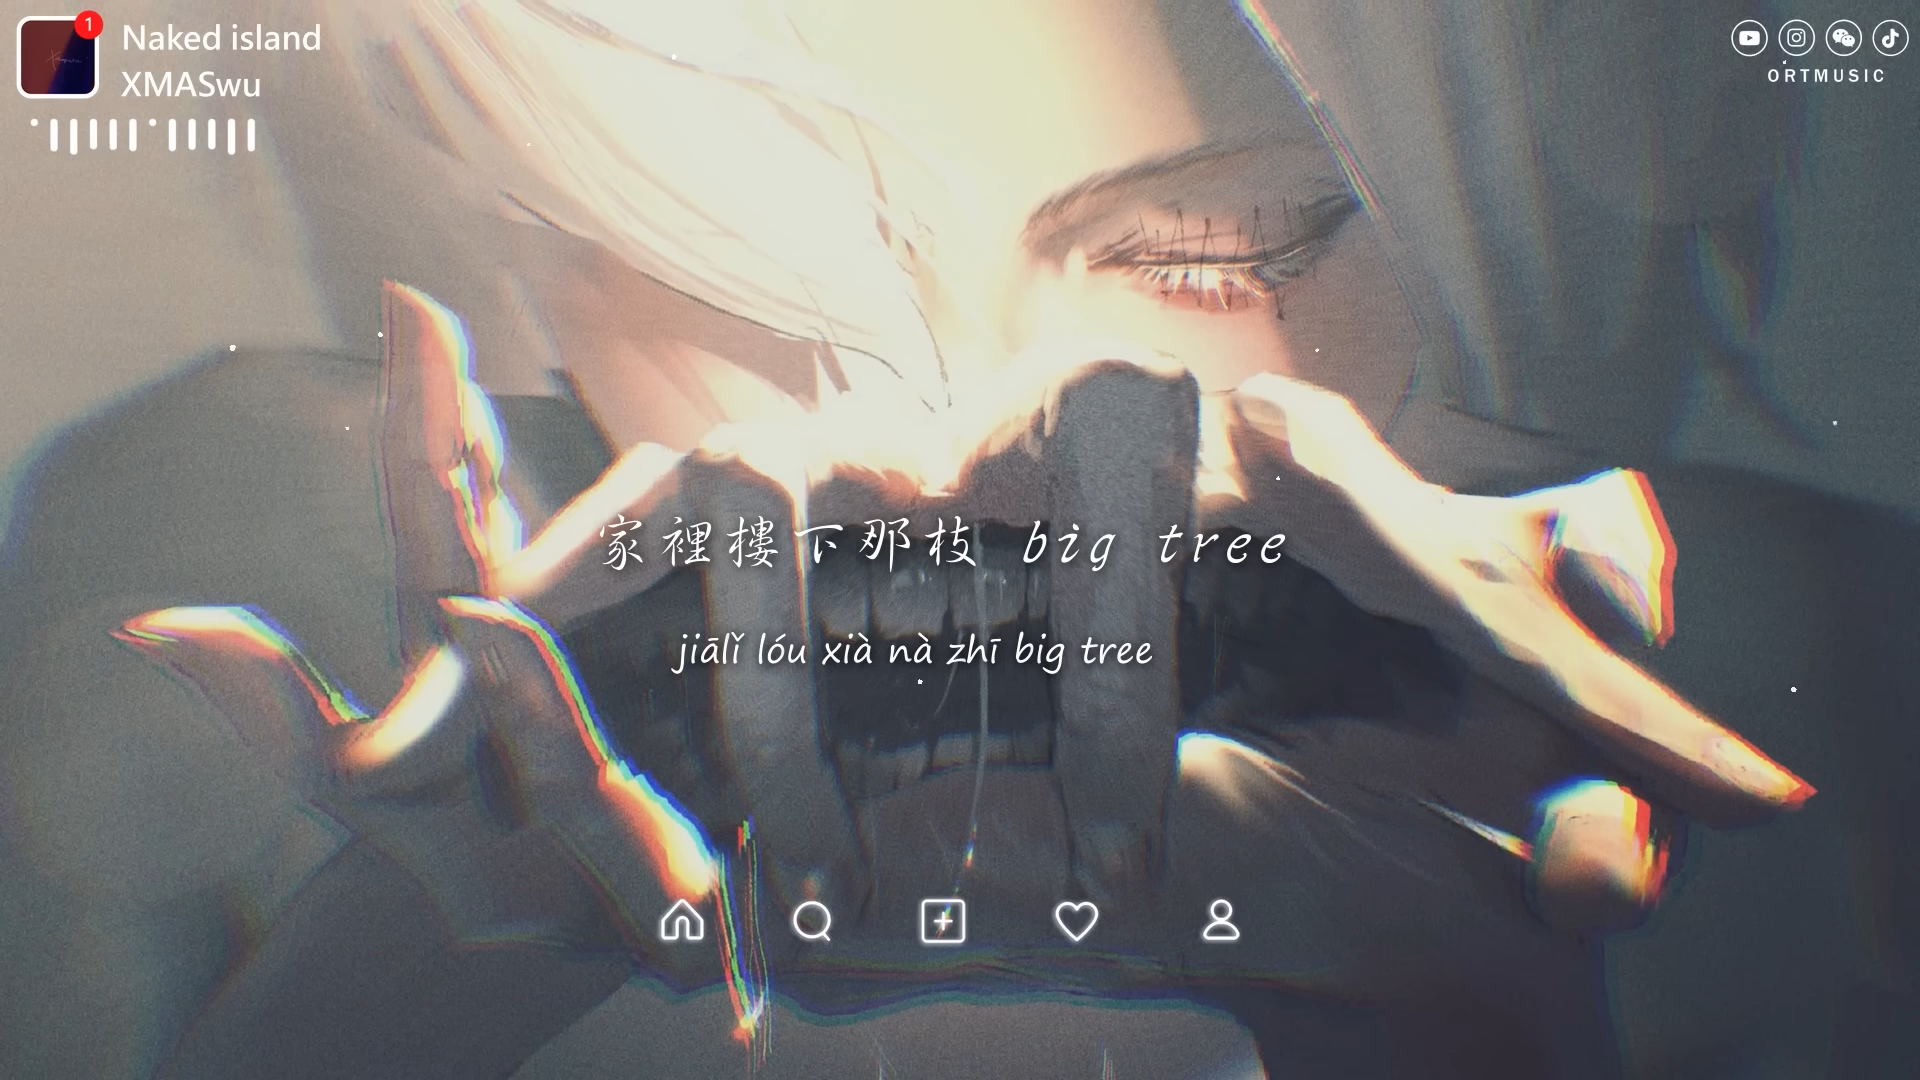 1
Naked island
XMASwu
ORTMUSIC
家裡樓下那枝 big tree
jiālǐ lóu xià nà zhī big tree